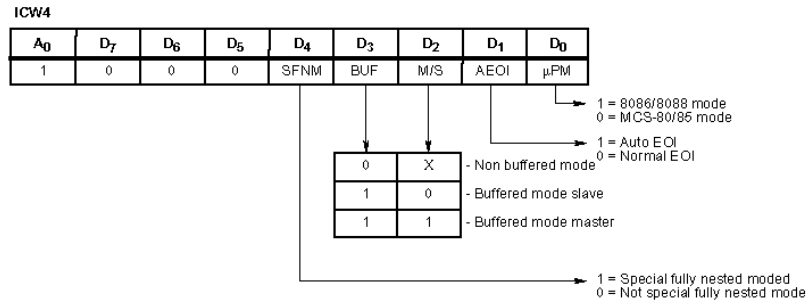 ICW4
A0 D7 D6 D5 D4 D3 D2 D1 D0
1 0 0 0 SFNM BUF M/S AEOI µPM
1 = 8086/8088 mode
0 = MCS-80/85 mode
1 = Auto EOI
0 = Normal EOI
0 X - Non buffered mode
1 0 - Buffered mode slave
1 1 - Buffered mode master
1 = Special fully nested moded
0 = Not special fully nested mode